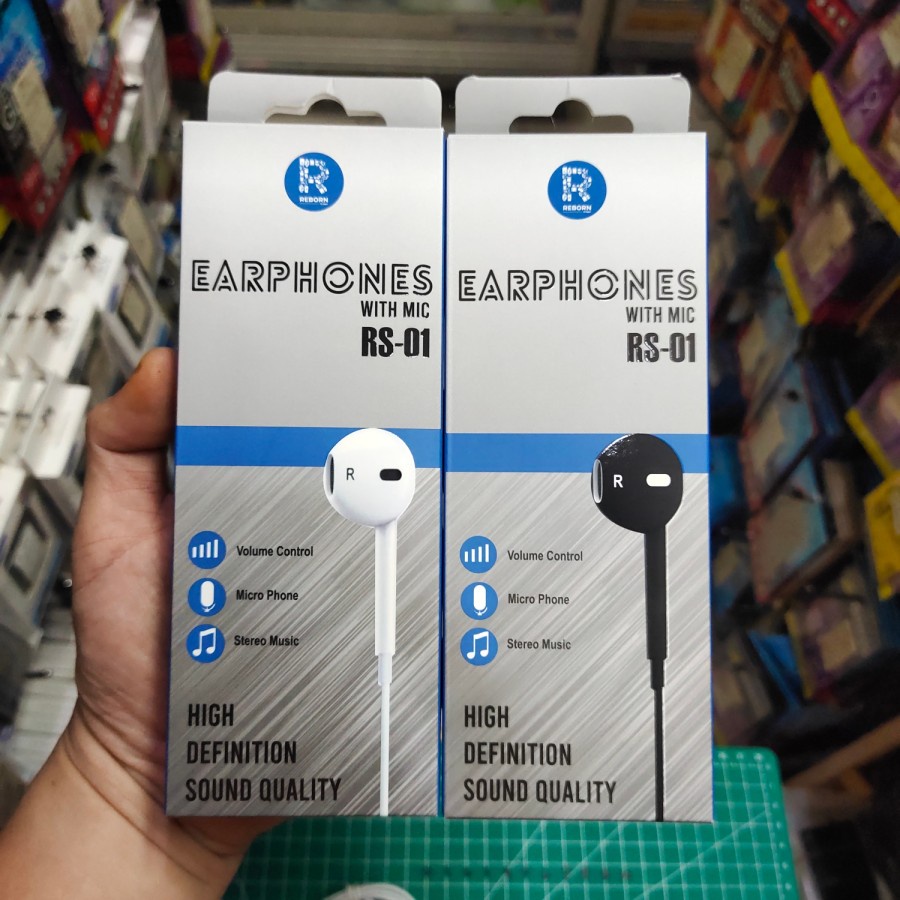 REBORN
EARPHONES
WITH MIC
RS-01
R
Volume Control
Micro Phone
Stereo Music
HIGH
DEFINITION
SOUND QUALITY
REBORN
EARPHONES
WITH MIC
RS-01
R
Volume Control
Micro Phone
Stereo Music
HIGH
DEFINITION
SOUND QUALITY